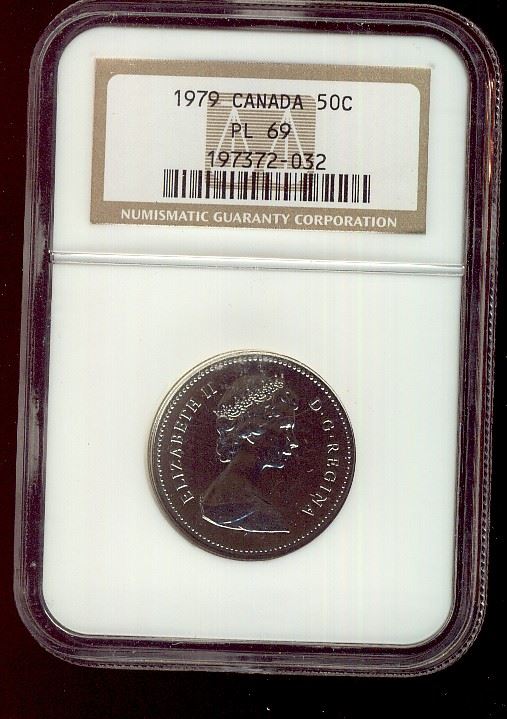 1979 CANADA 50C
PL 69
197372-032
NUMISMATIC GUARANTY CORPORATION
ELIZABETH II D·G·REGINA